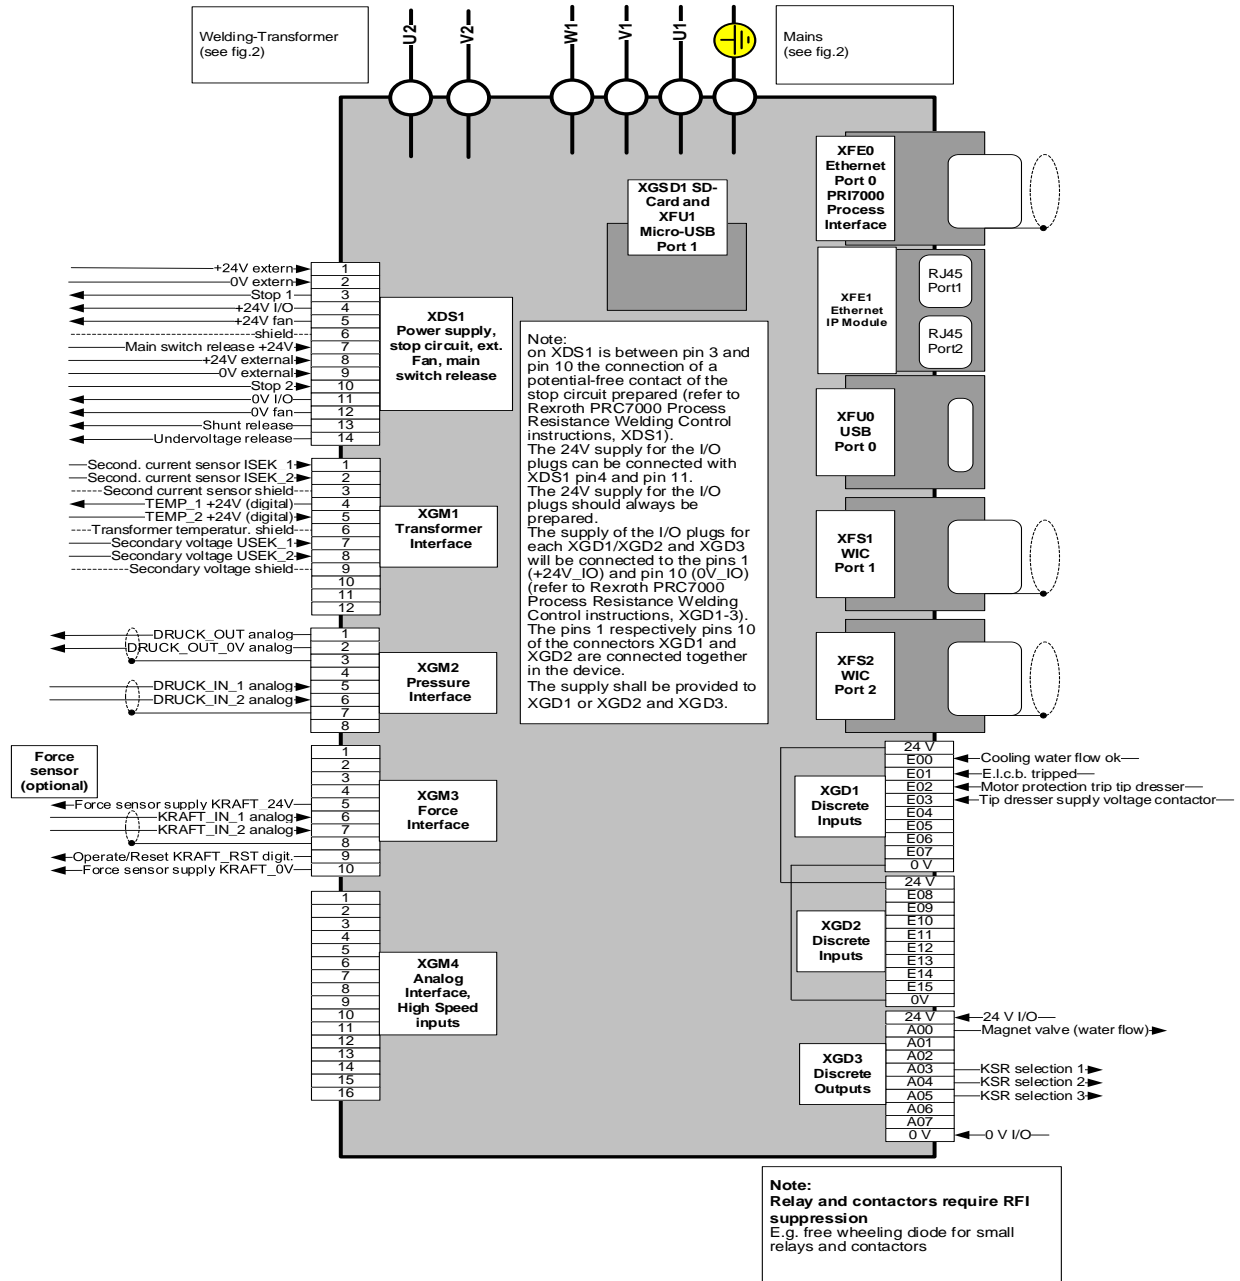 Welding-Transformer
(see fig.2)
U2
V2
W1
V1
U1
Mains
(see fig.2)
XGSD1 SD-
Card and
XFU1
Micro-USB
Port 1
XFE0
Ethernet
Port 0
PRI7000
Process
Interface
XFE1
Ethernet
IP Module
RJ45
Port1
RJ45
Port2
XFU0
USB
Port 0
XFS1
WIC
Port 1
XFS2
WIC
Port 2
+24V extern 1
0V extern 2
Stop 1 3
+24V I/O 4
+24V fan 5
shield 6
Main switch release +24V 7
+24V external 8
0V external 9
Stop 2 10
0V I/O 11
0V fan 12
Shunt release 13
Undervoltage release 14
XDS1
Power supply,
stop circuit, ext.
Fan, main
switch release
Second. current sensor ISEK_1 1
Second. current sensor ISEK_2 2
Second current sensor shield 3
TEMP_1 +24V (digital) 4
TEMP_2 +24V (digital) 5
Transformer temperatur. shield 6
Secondary voltage USEK_1 7
Secondary voltage USEK_2 8
Secondary voltage shield 9
10
11
12
XGM1
Transformer
Interface
DRUCK_OUT analog 1
DRUCK_OUT_0V analog 2
3
4
DRUCK_IN_1 analog 5
DRUCK_IN_2 analog 6
7
8
XGM2
Pressure
Interface
Force
sensor
(optional)
1
2
3
4
Force sensor supply KRAFT_24V 5
KRAFT_IN_1 analog 6
KRAFT_IN_2 analog 7
8
Operate/Reset KRAFT_RST digit. 9
Force sensor supply KRAFT_0V 10
XGM3
Force
Interface
1
2
3
4
5
6
7
8
9
10
11
12
13
14
15
16
XGM4
Analog
Interface,
High Speed
inputs
Note:
on XDS1 is between pin 3 and
pin 10 the connection of a
potential-free contact of the
stop circuit prepared (refer to
Rexroth PRC7000 Process
Resistance Welding Control
instructions, XDS1).
The 24V supply for the I/O
plugs can be connected with
XDS1 pin4 and pin 11.
The 24V supply for the I/O
plugs should always be
prepared.
The supply of the I/O plugs for
each XGD1/XGD2 and XGD3
will be connected to the pins 1
(+24V_IO) and pin 10 (0V_IO)
(refer to Rexroth PRC7000
Process Resistance Welding
Control instructions, XGD1-3).
The pins 1 respectively pins 10
of the connectors XGD1 and
XGD2 are connected together
in the device.
The supply shall be provided to
XGD1 or XGD2 and XGD3.
XGD1
Discrete
Inputs
24 V
E00 Cooling water flow ok
E01 E.l.c.b. tripped
E02 Motor protection trip tip dresser
E03 Tip dresser supply voltage contactor
E04
E05
E06
E07
0 V
XGD2
Discrete
Inputs
24 V
E08
E09
E10
E11
E12
E13
E14
E15
0V
XGD3
Discrete
Outputs
24 V 24 V I/O
A00 Magnet valve (water flow)
A01
A02
A03 KSR selection 1
A04 KSR selection 2
A05 KSR selection 3
A06
A07
0 V 0 V I/O
Note:
Relay and contactors require RFI
suppression
E.g. free wheeling diode for small
relays and contactors